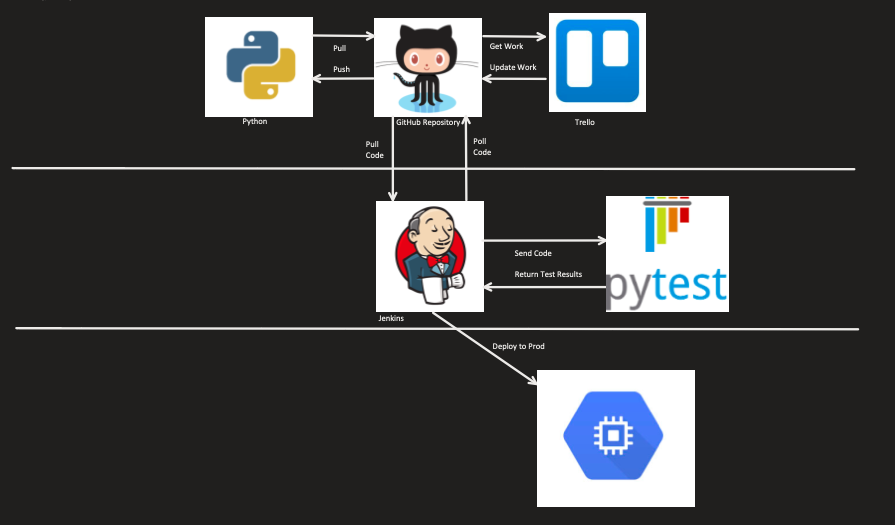 Pull
Get Work
Push
Update Work
Python
GitHub Repository
Trello
Pull
Code
Poll
Code
Send Code
Return Test Results
pytest
Jenkins
Deploy to Prod